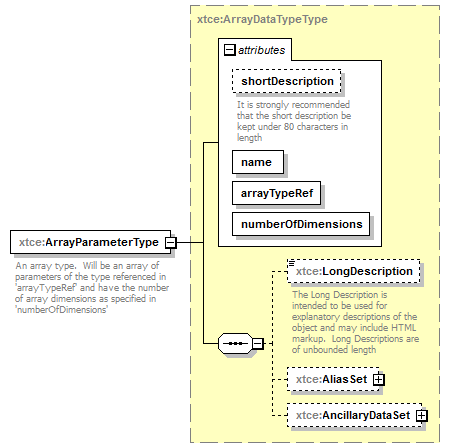 xtce:ArrayDataTypeType
attributes
shortDescription
It is strongly recommended
that the short description be
kept under 80 characters in
length
name
arrayTypeRef
numberOfDimensions
xtce:ArrayParameterType
An array type.  Will be an array of
parameters of the type referenced in
'arrayTypeRef' and have the number
of array dimensions as specified in
'numberOfDimensions'
xtce:LongDescription
The Long Description is
intended to be used for
explanatory descriptions of the
object and may include HTML
markup.  Long Descriptions are
of unbounded length
xtce:AliasSet
xtce:AncillaryDataSet